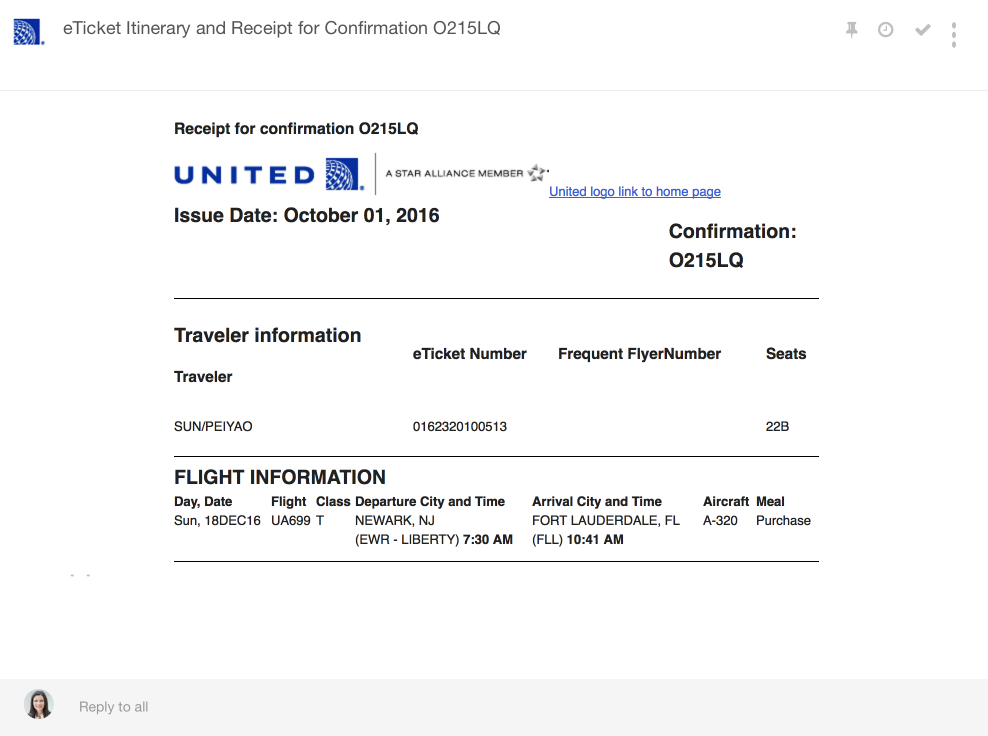 eTicket Itinerary and Receipt for Confirmation O215LQ
Receipt for confirmation O215LQ
UNITED A STAR ALLIANCE MEMBER
United logo link to home page
Issue Date: October 01, 2016
Confirmation:
O215LQ
Traveler information
eTicket Number Frequent FlyerNumber Seats
Traveler
SUN/PEIYAO 0162320100513 22B
FLIGHT INFORMATION
Day, Date Flight Class Departure City and Time Arrival City and Time Aircraft Meal
Sun, 18DEC16 UA699 T NEWARK, NJ FORT LAUDERDALE, FL A-320 Purchase
(EWR - LIBERTY) 7:30 AM (FLL) 10:41 AM
Reply to all